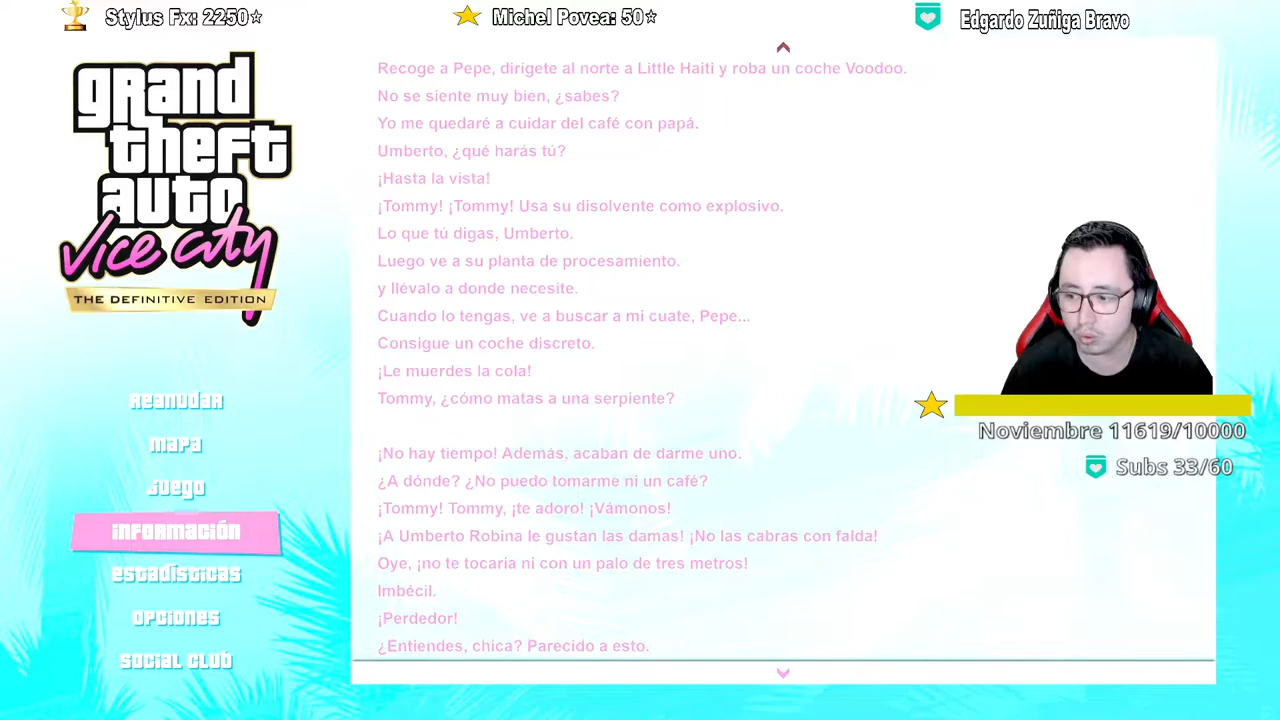 Stylus Fx: 2250★
Michel Povea: 50★
Edgardo Zuñiga Bravo
grand
theft
auto
Vice City
THE DEFINITIVE EDITION
Reanudar
mapa
Juego
información
estadísticas
opciones
social club
Recoge a Pepe, dirígete al norte a Little Haiti y roba un coche Voodoo.
No se siente muy bien, ¿sabes?
Yo me quedaré a cuidar del café con papá.
Umberto, ¿qué harás tú?
¡Hasta la vista!
¡Tommy! ¡Tommy! Usa su disolvente como explosivo.
Lo que tú digas, Umberto.
Luego ve a su planta de procesamiento.
y llévalo a donde necesite.
Cuando lo tengas, ve a buscar a mi cuate, Pepe...
Consigue un coche discreto.
¡Le muerdes la cola!
Tommy, ¿cómo matas a una serpiente?
¡No hay tiempo! Además, acaban de darme uno.
¿A dónde? ¿No puedo tomarme ni un café?
¡Tommy! Tommy, ¡te adoro! ¡Vámonos!
¡A Umberto Robina le gustan las damas! ¡No las cabras con falda!
Oye, ¡no te tocaría ni con un palo de tres metros!
Imbécil.
¡Perdedor!
¿Entiendes, chica? Parecido a esto.
Noviembre 11619/10000
Subs 33/60